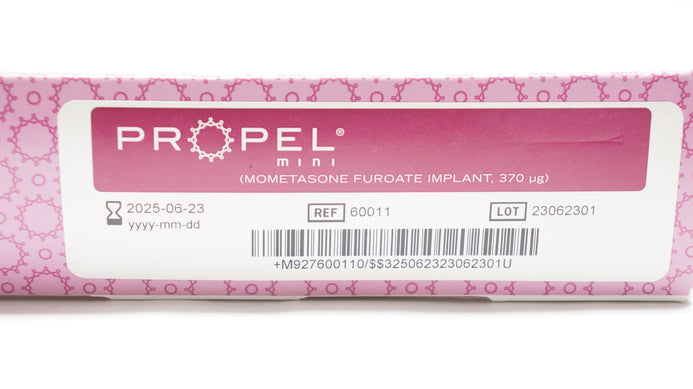 PROPEL®
mini
(MOMETASONE FUROATE IMPLANT, 370 µg)
2025-06-23 REF 60011 LOT 23062301
yyyy-mm-dd
+M927600110/$$325062323062301U